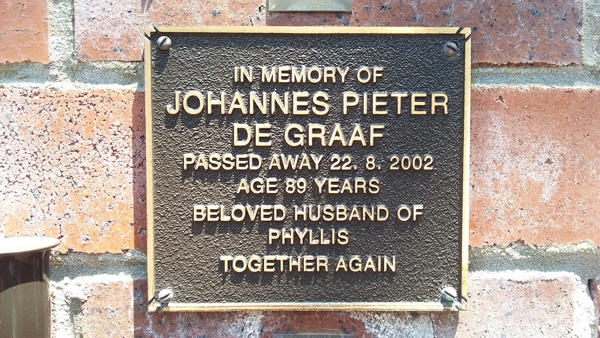 IN MEMORY OF
JOHANNES PIETER
DE GRAAF
PASSED AWAY 22. 8. 2002
AGE 89 YEARS
BELOVED HUSBAND OF
PHYLLIS
TOGETHER AGAIN